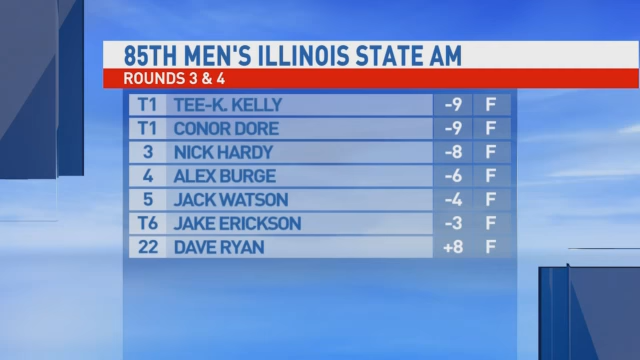 85TH MEN'S ILLINOIS STATE AM
ROUNDS 3 & 4
T1 TEE-K. KELLY -9 F
T1 CONOR DORE -9 F
3 NICK HARDY -8 F
4 ALEX BURGE -6 F
5 JACK WATSON -4 F
T6 JAKE ERICKSON -3 F
22 DAVE RYAN +8 F